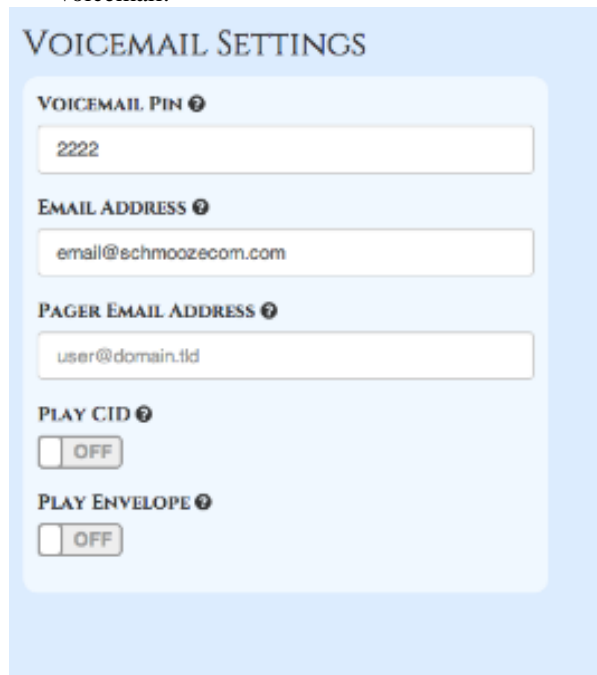 Voicemail Settings
Voicemail Pin
2222
Email Address
email@schmoozecom.com
Pager Email Address
user@domain.tld
Play CID
OFF
Play Envelope
OFF